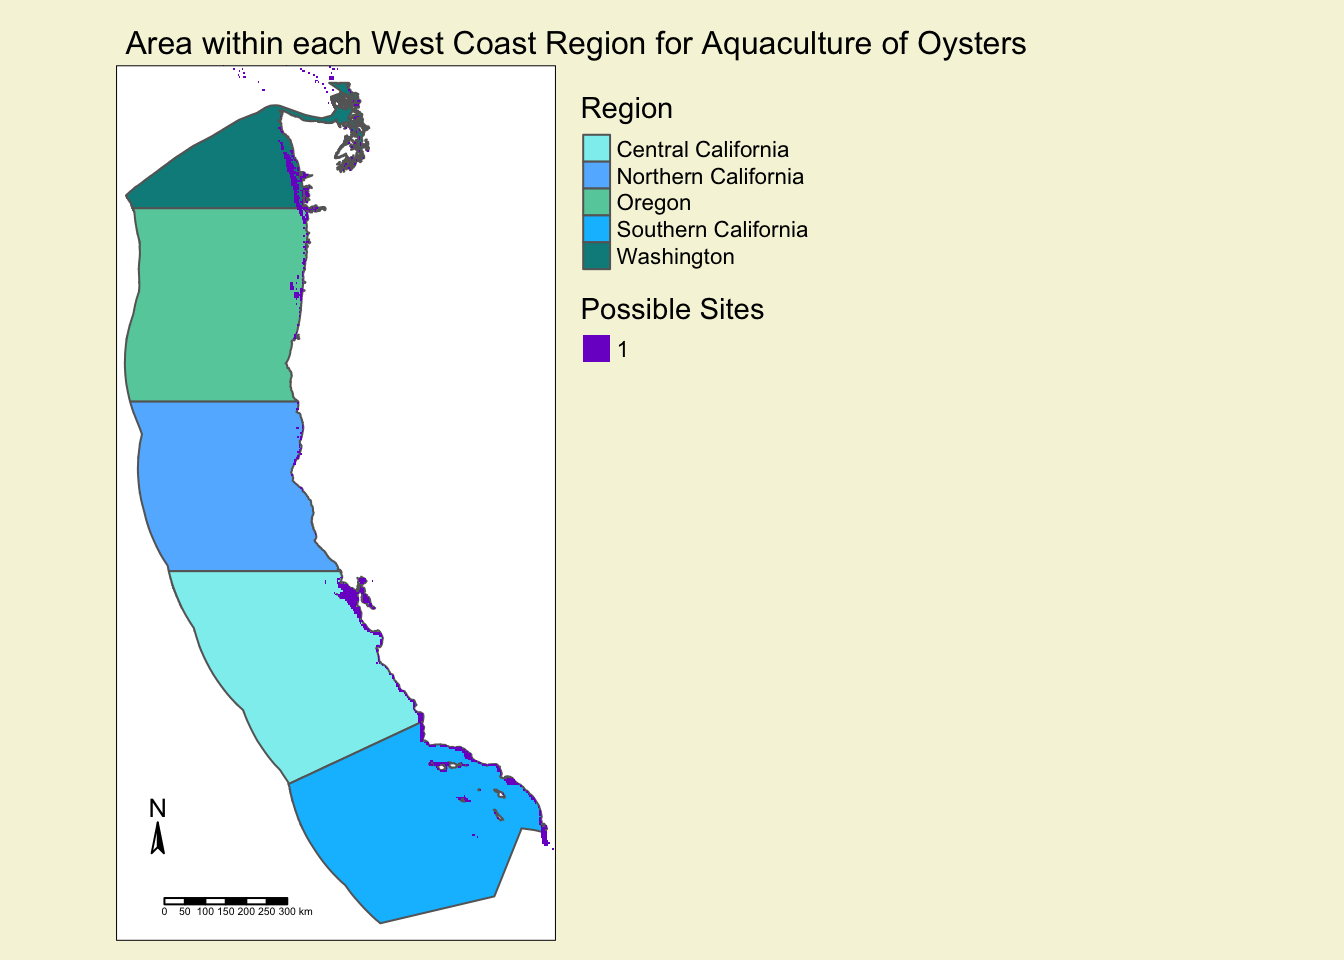 Area within each West Coast Region for Aquaculture of Oysters
Region
Central California
Northern California
Oregon
Southern California
Washington
Possible Sites
1
N
0 50 100 150 200 250 300 km